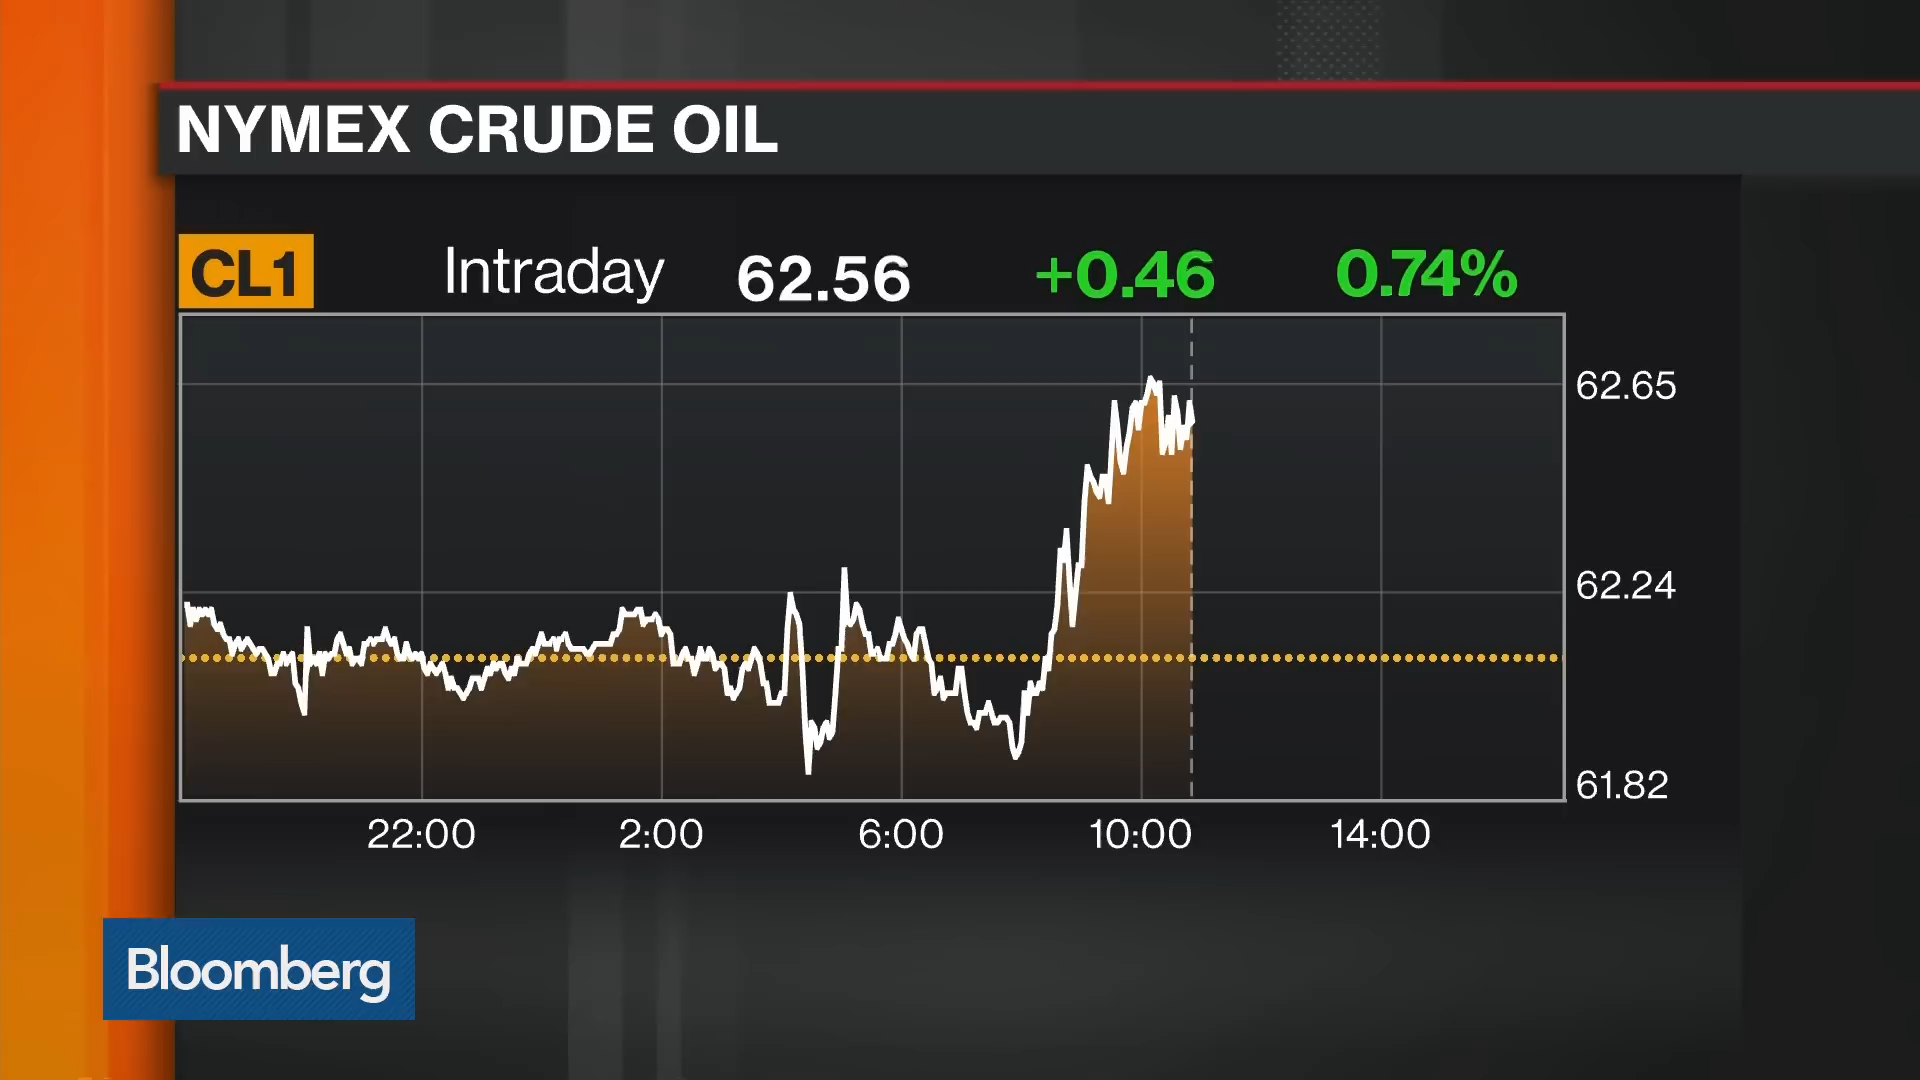 NYMEX CRUDE OIL
CL1 Intraday 62.56 +0.46 0.74%
62.65
62.24
61.82
22:00 2:00 6:00 10:00 14:00
Bloomberg